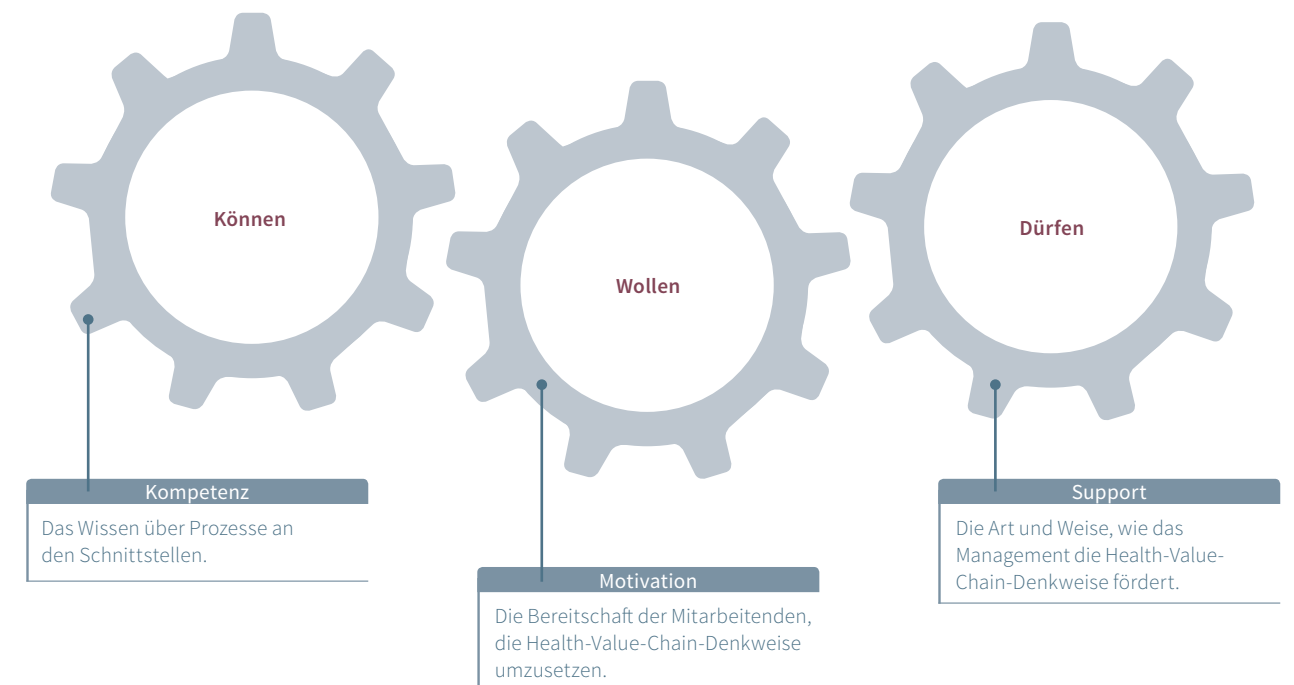 Können
Wollen
Dürfen
Kompetenz
Das Wissen über Prozesse an
den Schnittstellen.
Motivation
Die Bereitschaft der Mitarbeitenden,
die Health-Value-Chain-Denkweise
umzusetzen.
Support
Die Art und Weise, wie das
Management die Health-Value-
Chain-Denkweise fördert.